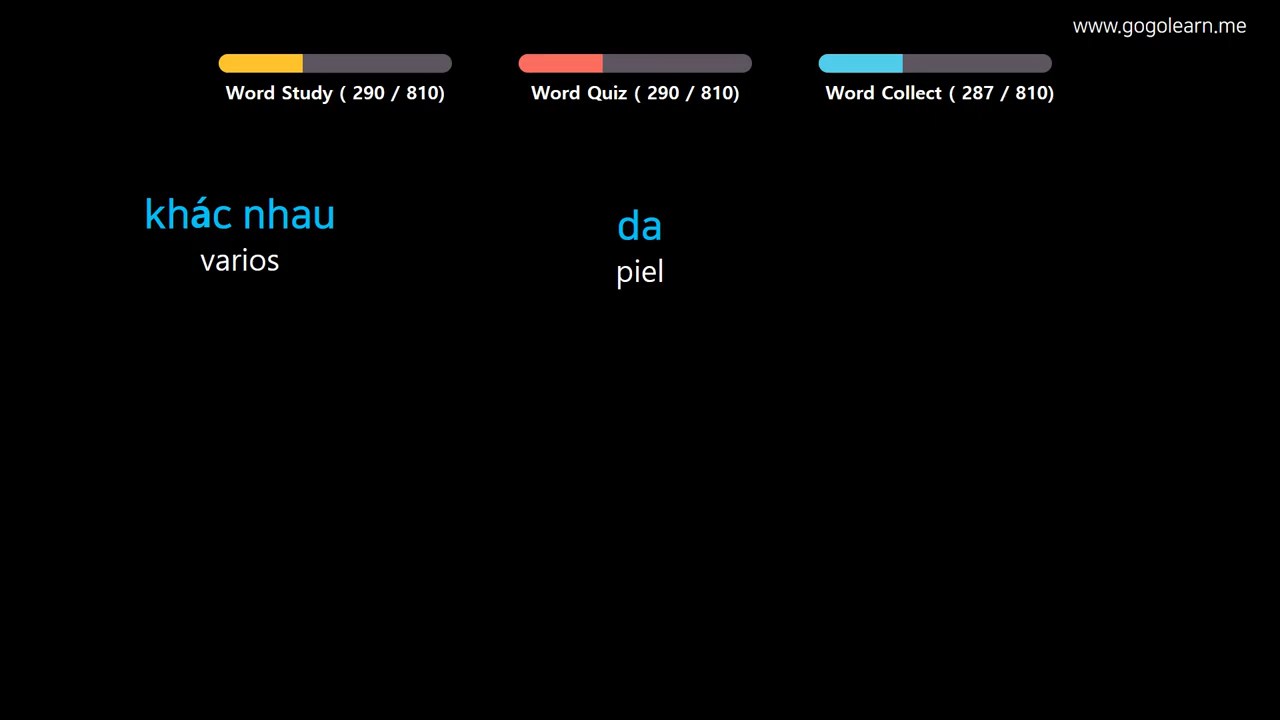 www.gogolearn.me
Word Study ( 290 / 810)
Word Quiz ( 290 / 810)
Word Collect ( 287 / 810)
khác nhau
varios
da
piel